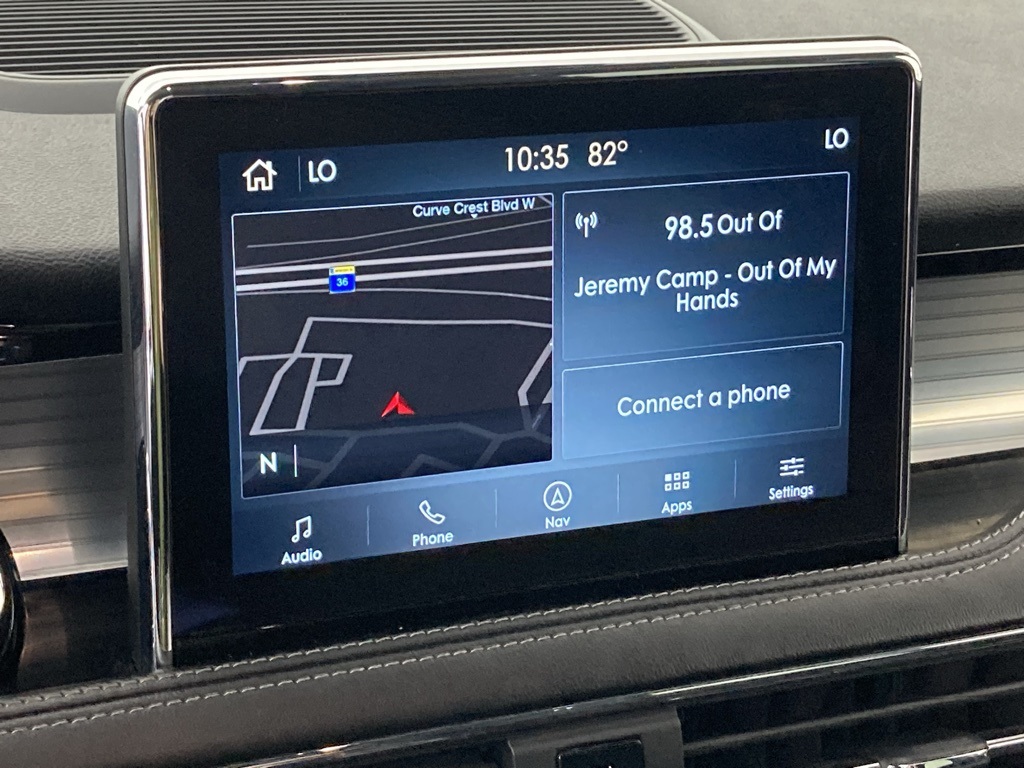 LO
10:35 82°
LO
Curve Crest Blvd W
36
N
98.5 Out Of
Jeremy Camp - Out Of My
Hands
Connect a phone
Audio
Phone
Nav
Apps
Settings